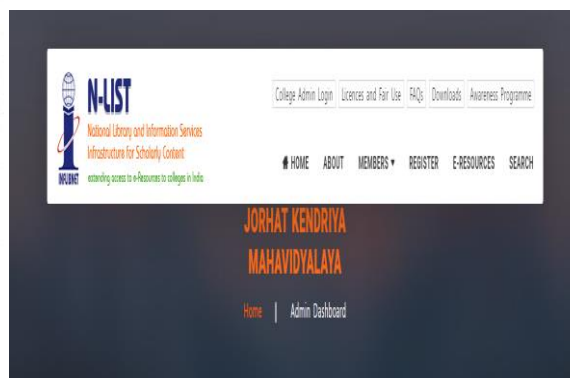 N-LIST
National Library and Information Services
Infrastructure for Scholarly Content
extending access to e-Resources to colleges in India
INFLIBNET
College Admin Login Licences and Fair Use FAQs Downloads Awareness Programme
HOME ABOUT MEMBERS REGISTER E-RESOURCES SEARCH
JORHAT KENDRIYA
MAHAVIDYALAYA
Home | Admin Dashboard